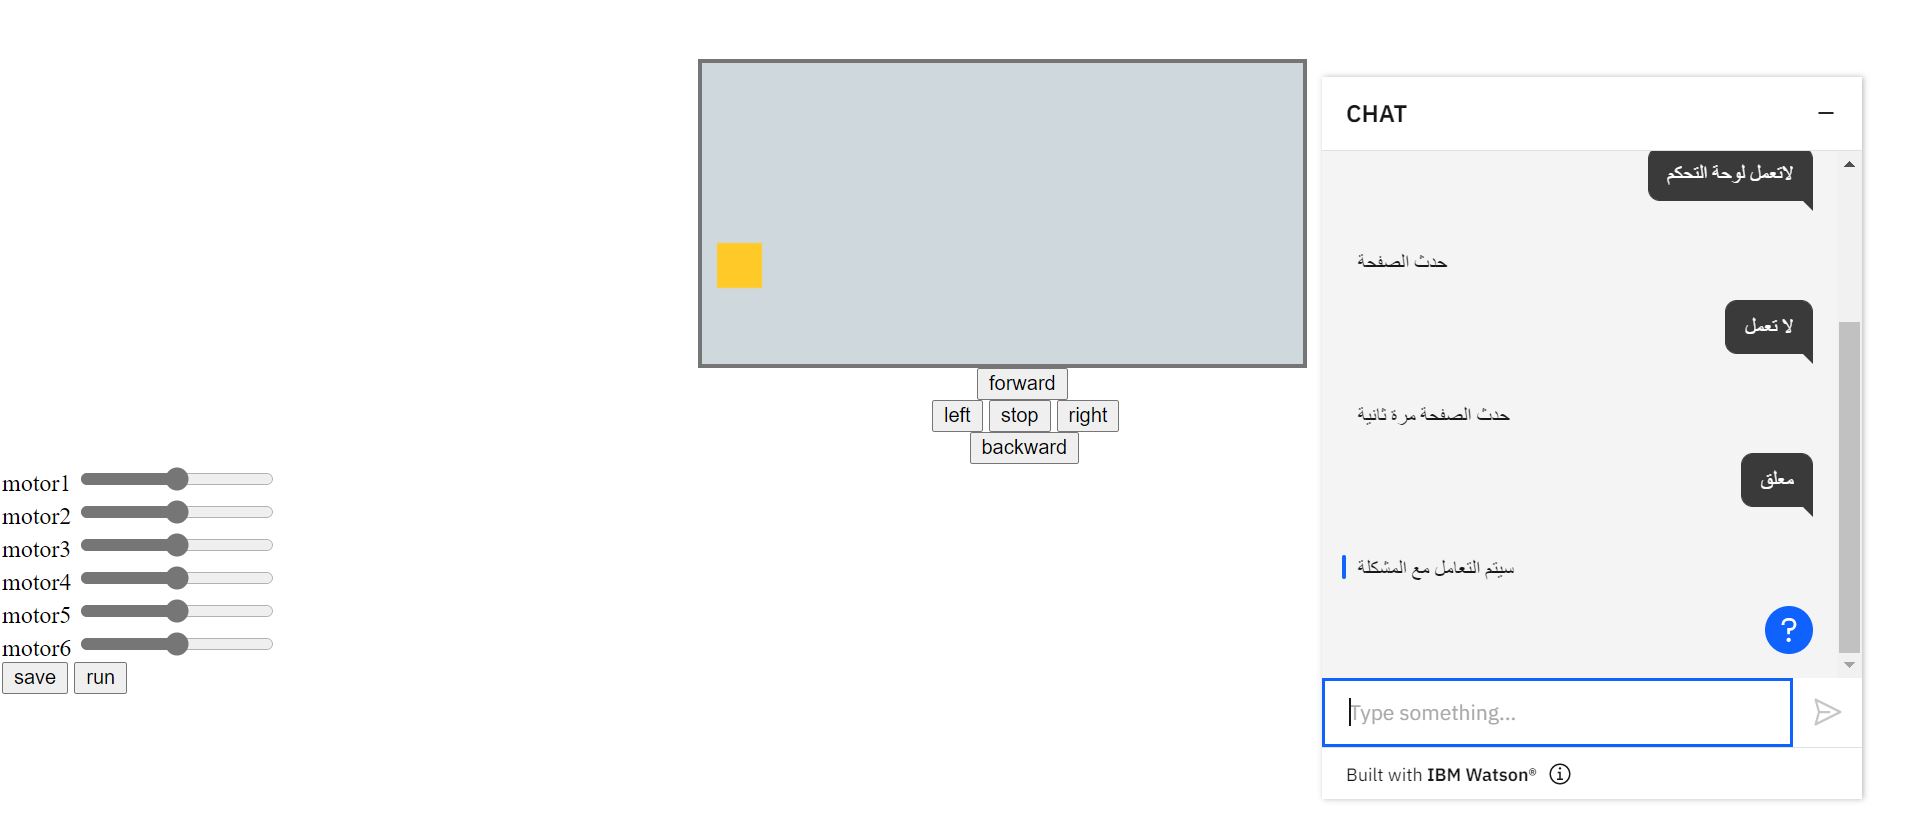 forward
left stop right
backward
motor1
motor2
motor3
motor4
motor5
motor6
save run
CHAT
لاتعمل لوحة التحكم
حدث الصفحة
لا تعمل
حدث الصفحة مرة ثانية
معلق
سيتم التعامل مع المشكلة
?
Type something...
Built with IBM Watson®